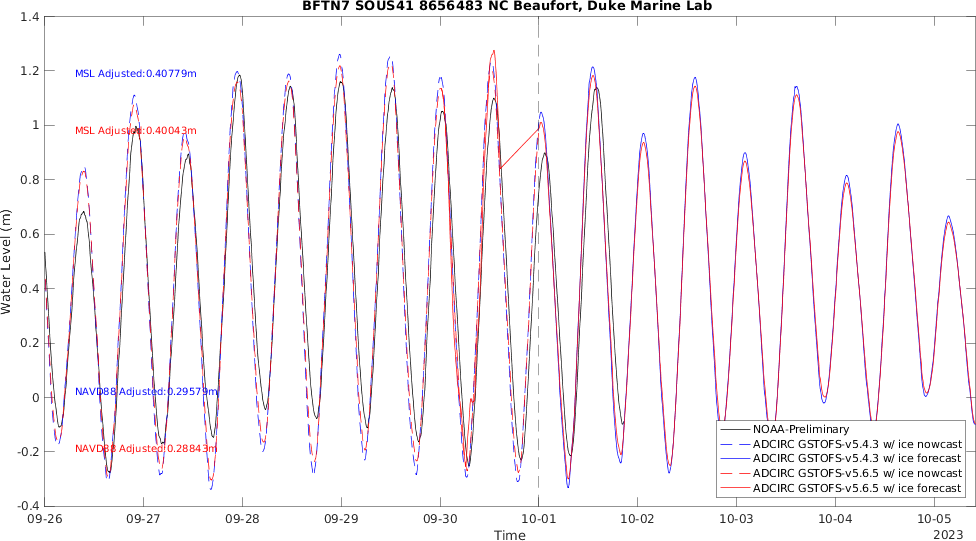 BFTN7 SOUS41 8656483 NC Beaufort, Duke Marine Lab
1.4
1.2
1
0.8
0.6
0.4
0.2
0
-0.2
-0.4
Water Level (m)
MSL Adjusted:0.40779m
MSL Adjusted:0.40043m
NAVD88 Adjusted:0.29579m
NAVD88 Adjusted:0.28843m
NOAA-Preliminary
ADCIRC GSTOFS-v5.4.3 w/ ice nowcast
ADCIRC GSTOFS-v5.4.3 w/ ice forecast
ADCIRC GSTOFS-v5.6.5 w/ ice nowcast
ADCIRC GSTOFS-v5.6.5 w/ ice forecast
09-26 09-27 09-28 09-29 09-30 10-01 10-02 10-03 10-04 10-05
Time
2023